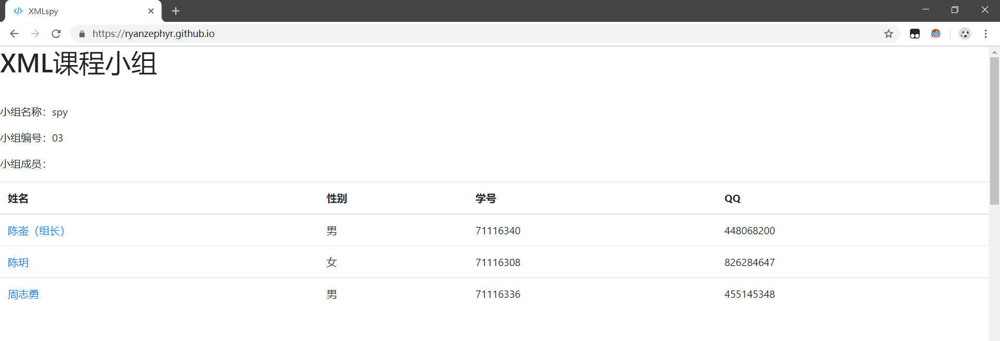 XMLspy
https://ryanzephyr.github.io
XML课程小组
小组名称：spy
小组编号：03
小组成员：
姓名 性别 学号 QQ
陈崟（组长） 男 71116340 448068200
陈玥 女 71116308 826284647
周志勇 男 71116336 455145348